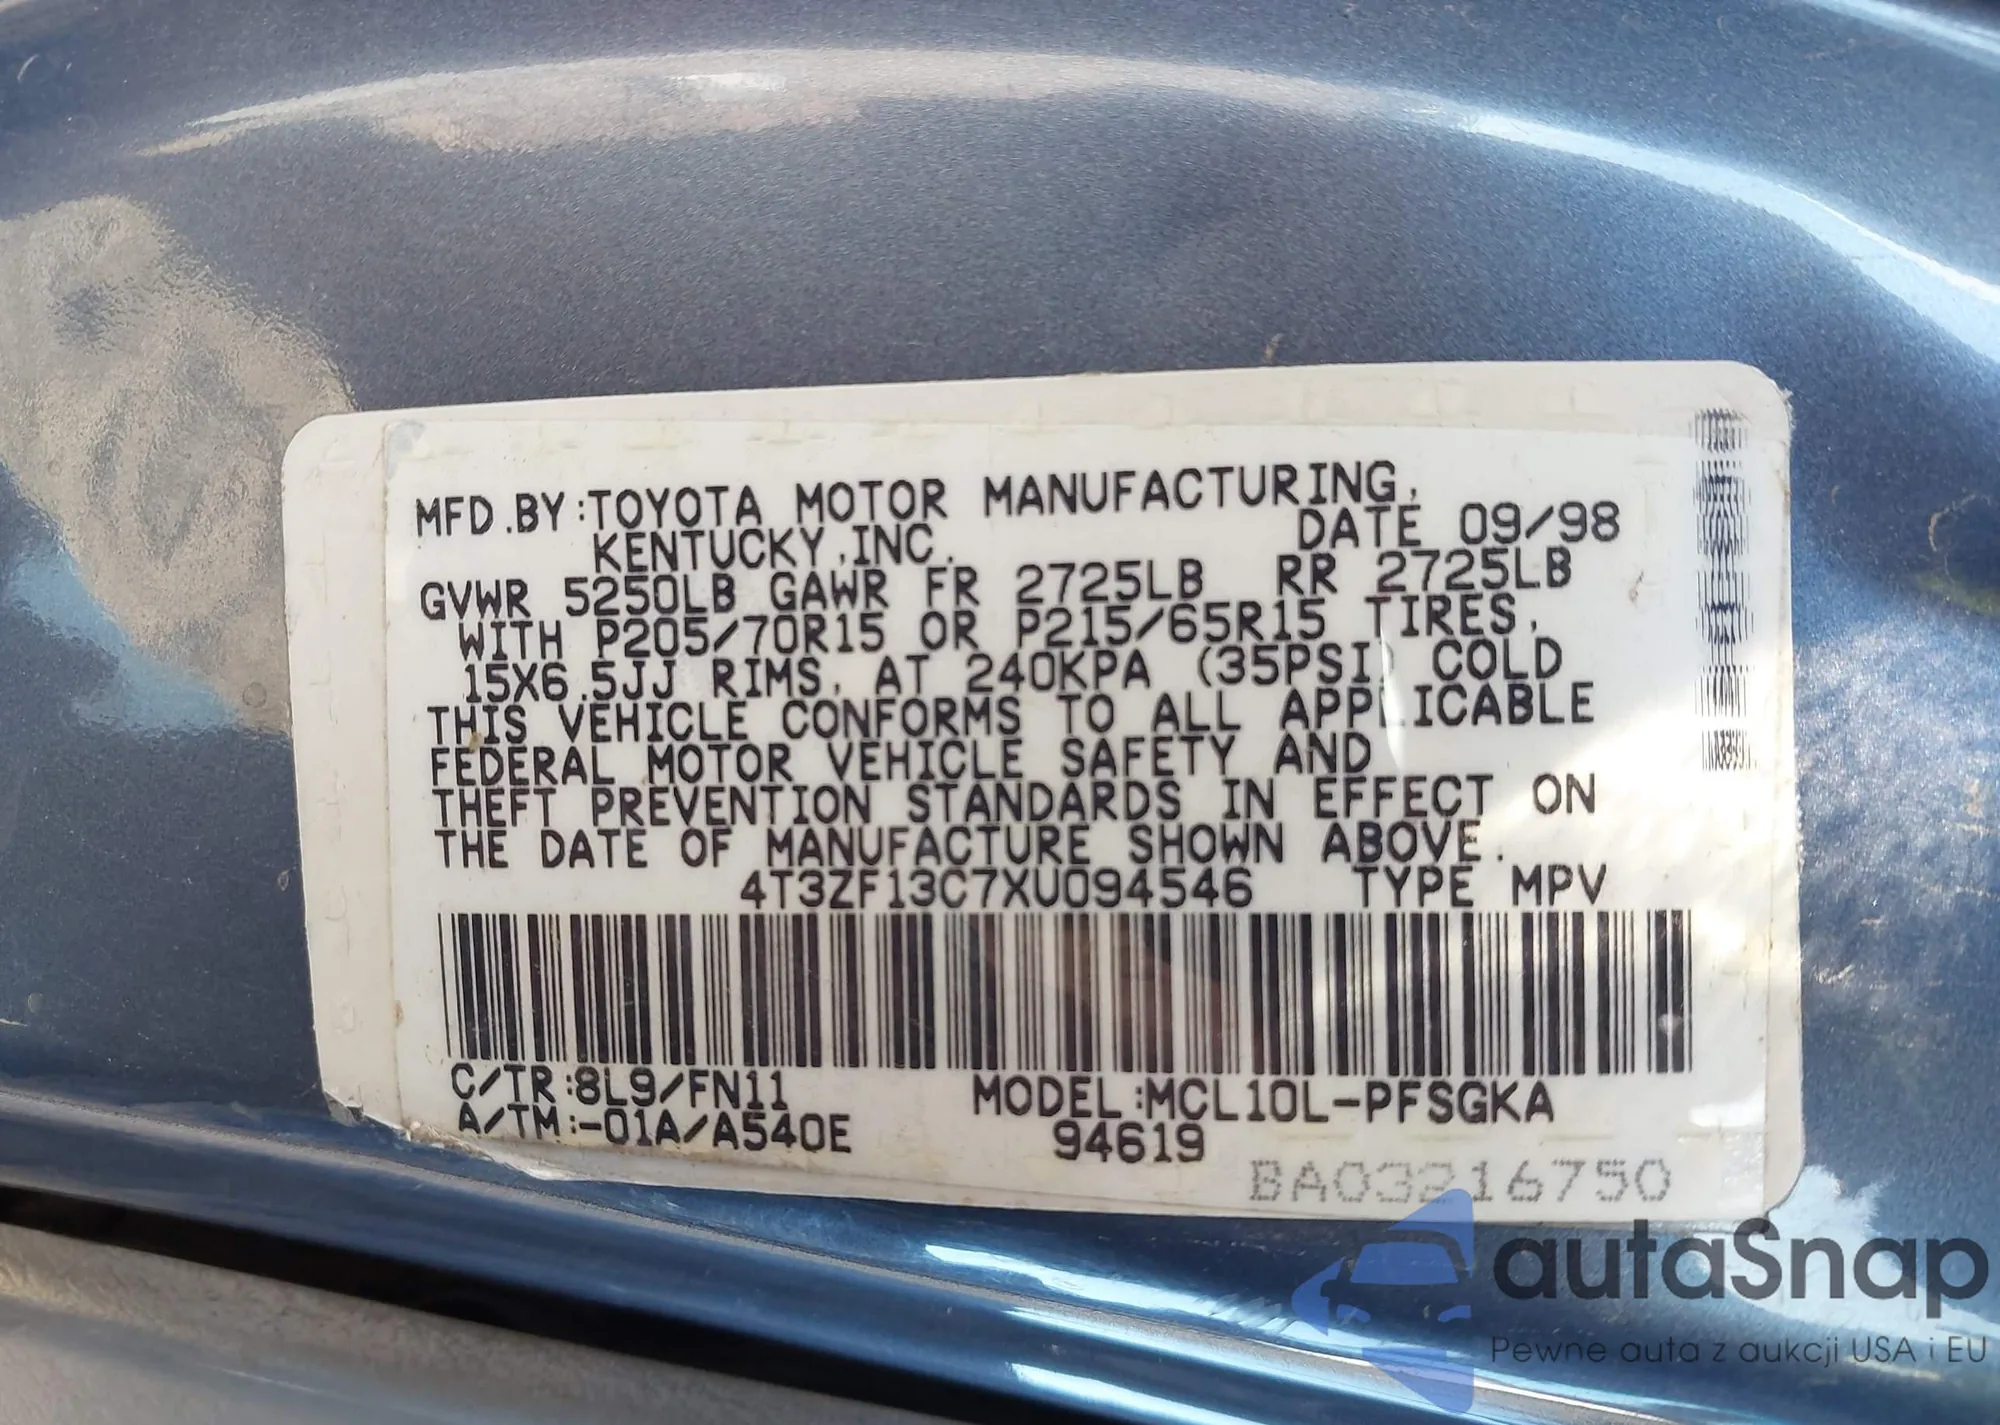 MFD.BY:TOYOTA MOTOR MANUFACTURING,
KENTUCKY,INC. DATE 09/98
GVWR 5250LB GAWR FR 2725LB RR 2725LB
WITH P205/70R15 OR P215/65R15 TIRES,
15X6.5JJ RIMS, AT 240KPA (35PSI) COLD
THIS VEHICLE CONFORMS TO ALL APPLICABLE
FEDERAL MOTOR VEHICLE SAFETY AND
THEFT PREVENTION STANDARDS IN EFFECT ON
THE DATE OF MANUFACTURE SHOWN ABOVE.
4T3ZF13C7XU094546 TYPE MPV
C/TR:8L9/FN11 MODEL:MCL10L-PFSGKA
A/TM:-01A/A540E 94619
BA03216750
autaSnap
Pewne auta z aukcji USA i EU